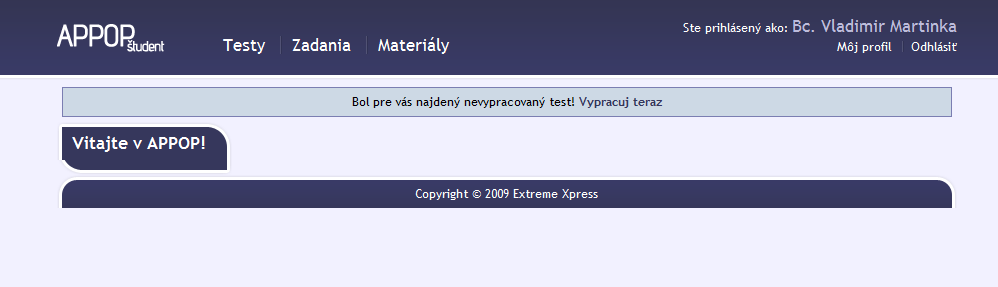 APPOP
študent
Testy
Zadania
Materiály
Ste prihlásený ako: Bc. Vladimir Martinka
Môj profil
Odhlásiť
Bol pre vás najdený nevypracovaný test! Vypracuj teraz
Vitajte v APPOP!
Copyright © 2009 Extreme Xpress